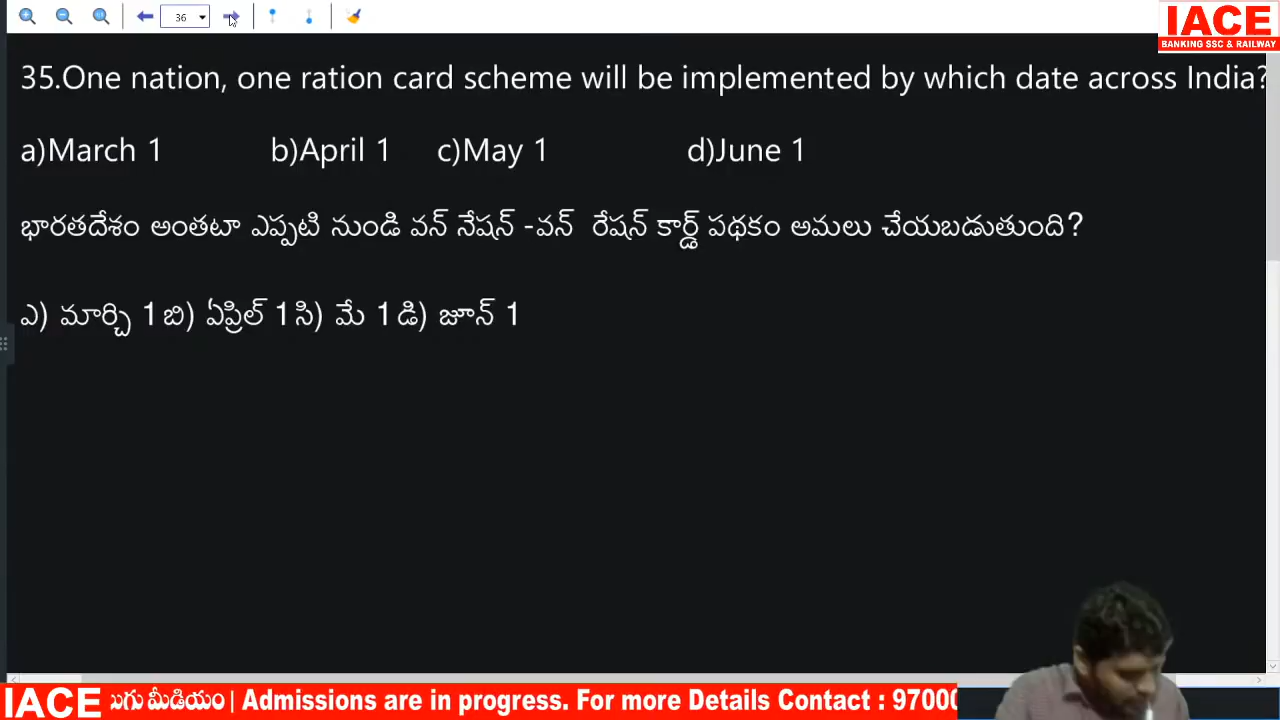 36
IACE
BANKING SSC & RAILWAY
35.One nation, one ration card scheme will be implemented by which date across India?
a)March 1 b)April 1 c)May 1 d)June 1
భారతదేశం అంతటా ఎప్పటి నుండి వన్ నేషన్ -వన్ రేషన్ కార్డ్ పథకం అమలు చేయబడుతుంది?
ఎ) మార్చి 1 బి) ఏప్రిల్ 1 సి) మే 1 డి) జూన్ 1
IACE లుగు మీడియం | Admissions are in progress. For more Details Contact : 9700